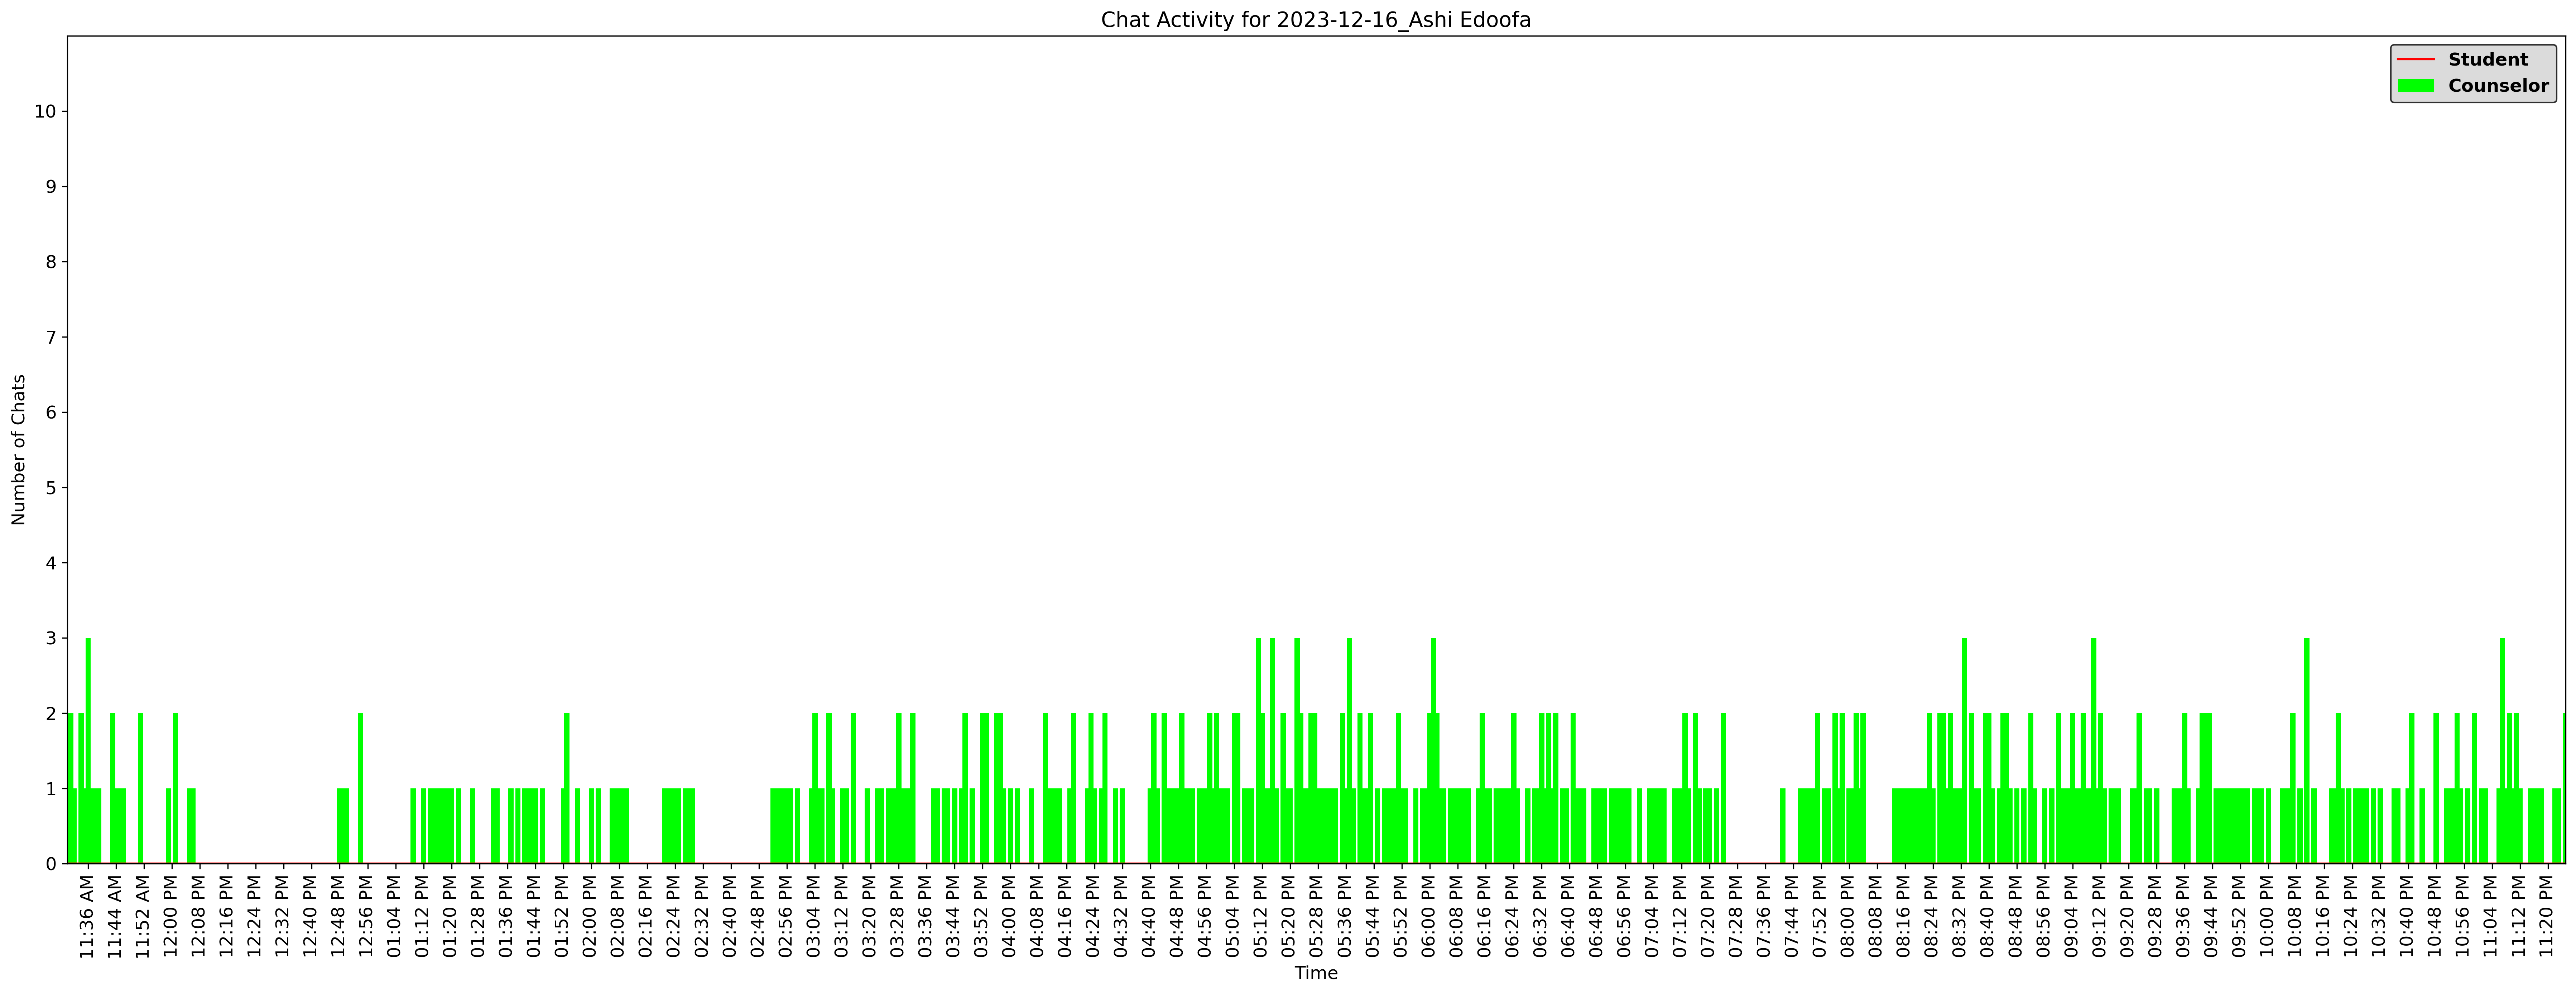 Chat Activity for 2023-12-16_Ashi Edoofa
Student
Counselor
Number of Chats
10
9
8
7
6
5
4
3
2
1
0
11:36 AM
11:44 AM
11:52 AM
12:00 PM
12:08 PM
12:16 PM
12:24 PM
12:32 PM
12:40 PM
12:48 PM
12:56 PM
01:04 PM
01:12 PM
01:20 PM
01:28 PM
01:36 PM
01:44 PM
01:52 PM
02:00 PM
02:08 PM
02:16 PM
02:24 PM
02:32 PM
02:40 PM
02:48 PM
02:56 PM
03:04 PM
03:12 PM
03:20 PM
03:28 PM
03:36 PM
03:44 PM
03:52 PM
04:00 PM
04:08 PM
04:16 PM
04:24 PM
04:32 PM
04:40 PM
04:48 PM
04:56 PM
05:04 PM
05:12 PM
05:20 PM
05:28 PM
05:36 PM
05:44 PM
05:52 PM
06:00 PM
06:08 PM
06:16 PM
06:24 PM
06:32 PM
06:40 PM
06:48 PM
06:56 PM
07:04 PM
07:12 PM
07:20 PM
07:28 PM
07:36 PM
07:44 PM
07:52 PM
08:00 PM
08:08 PM
08:16 PM
08:24 PM
08:32 PM
08:40 PM
08:48 PM
08:56 PM
09:04 PM
09:12 PM
09:20 PM
09:28 PM
09:36 PM
09:44 PM
09:52 PM
10:00 PM
10:08 PM
10:16 PM
10:24 PM
10:32 PM
10:40 PM
10:48 PM
10:56 PM
11:04 PM
11:12 PM
11:20 PM
Time